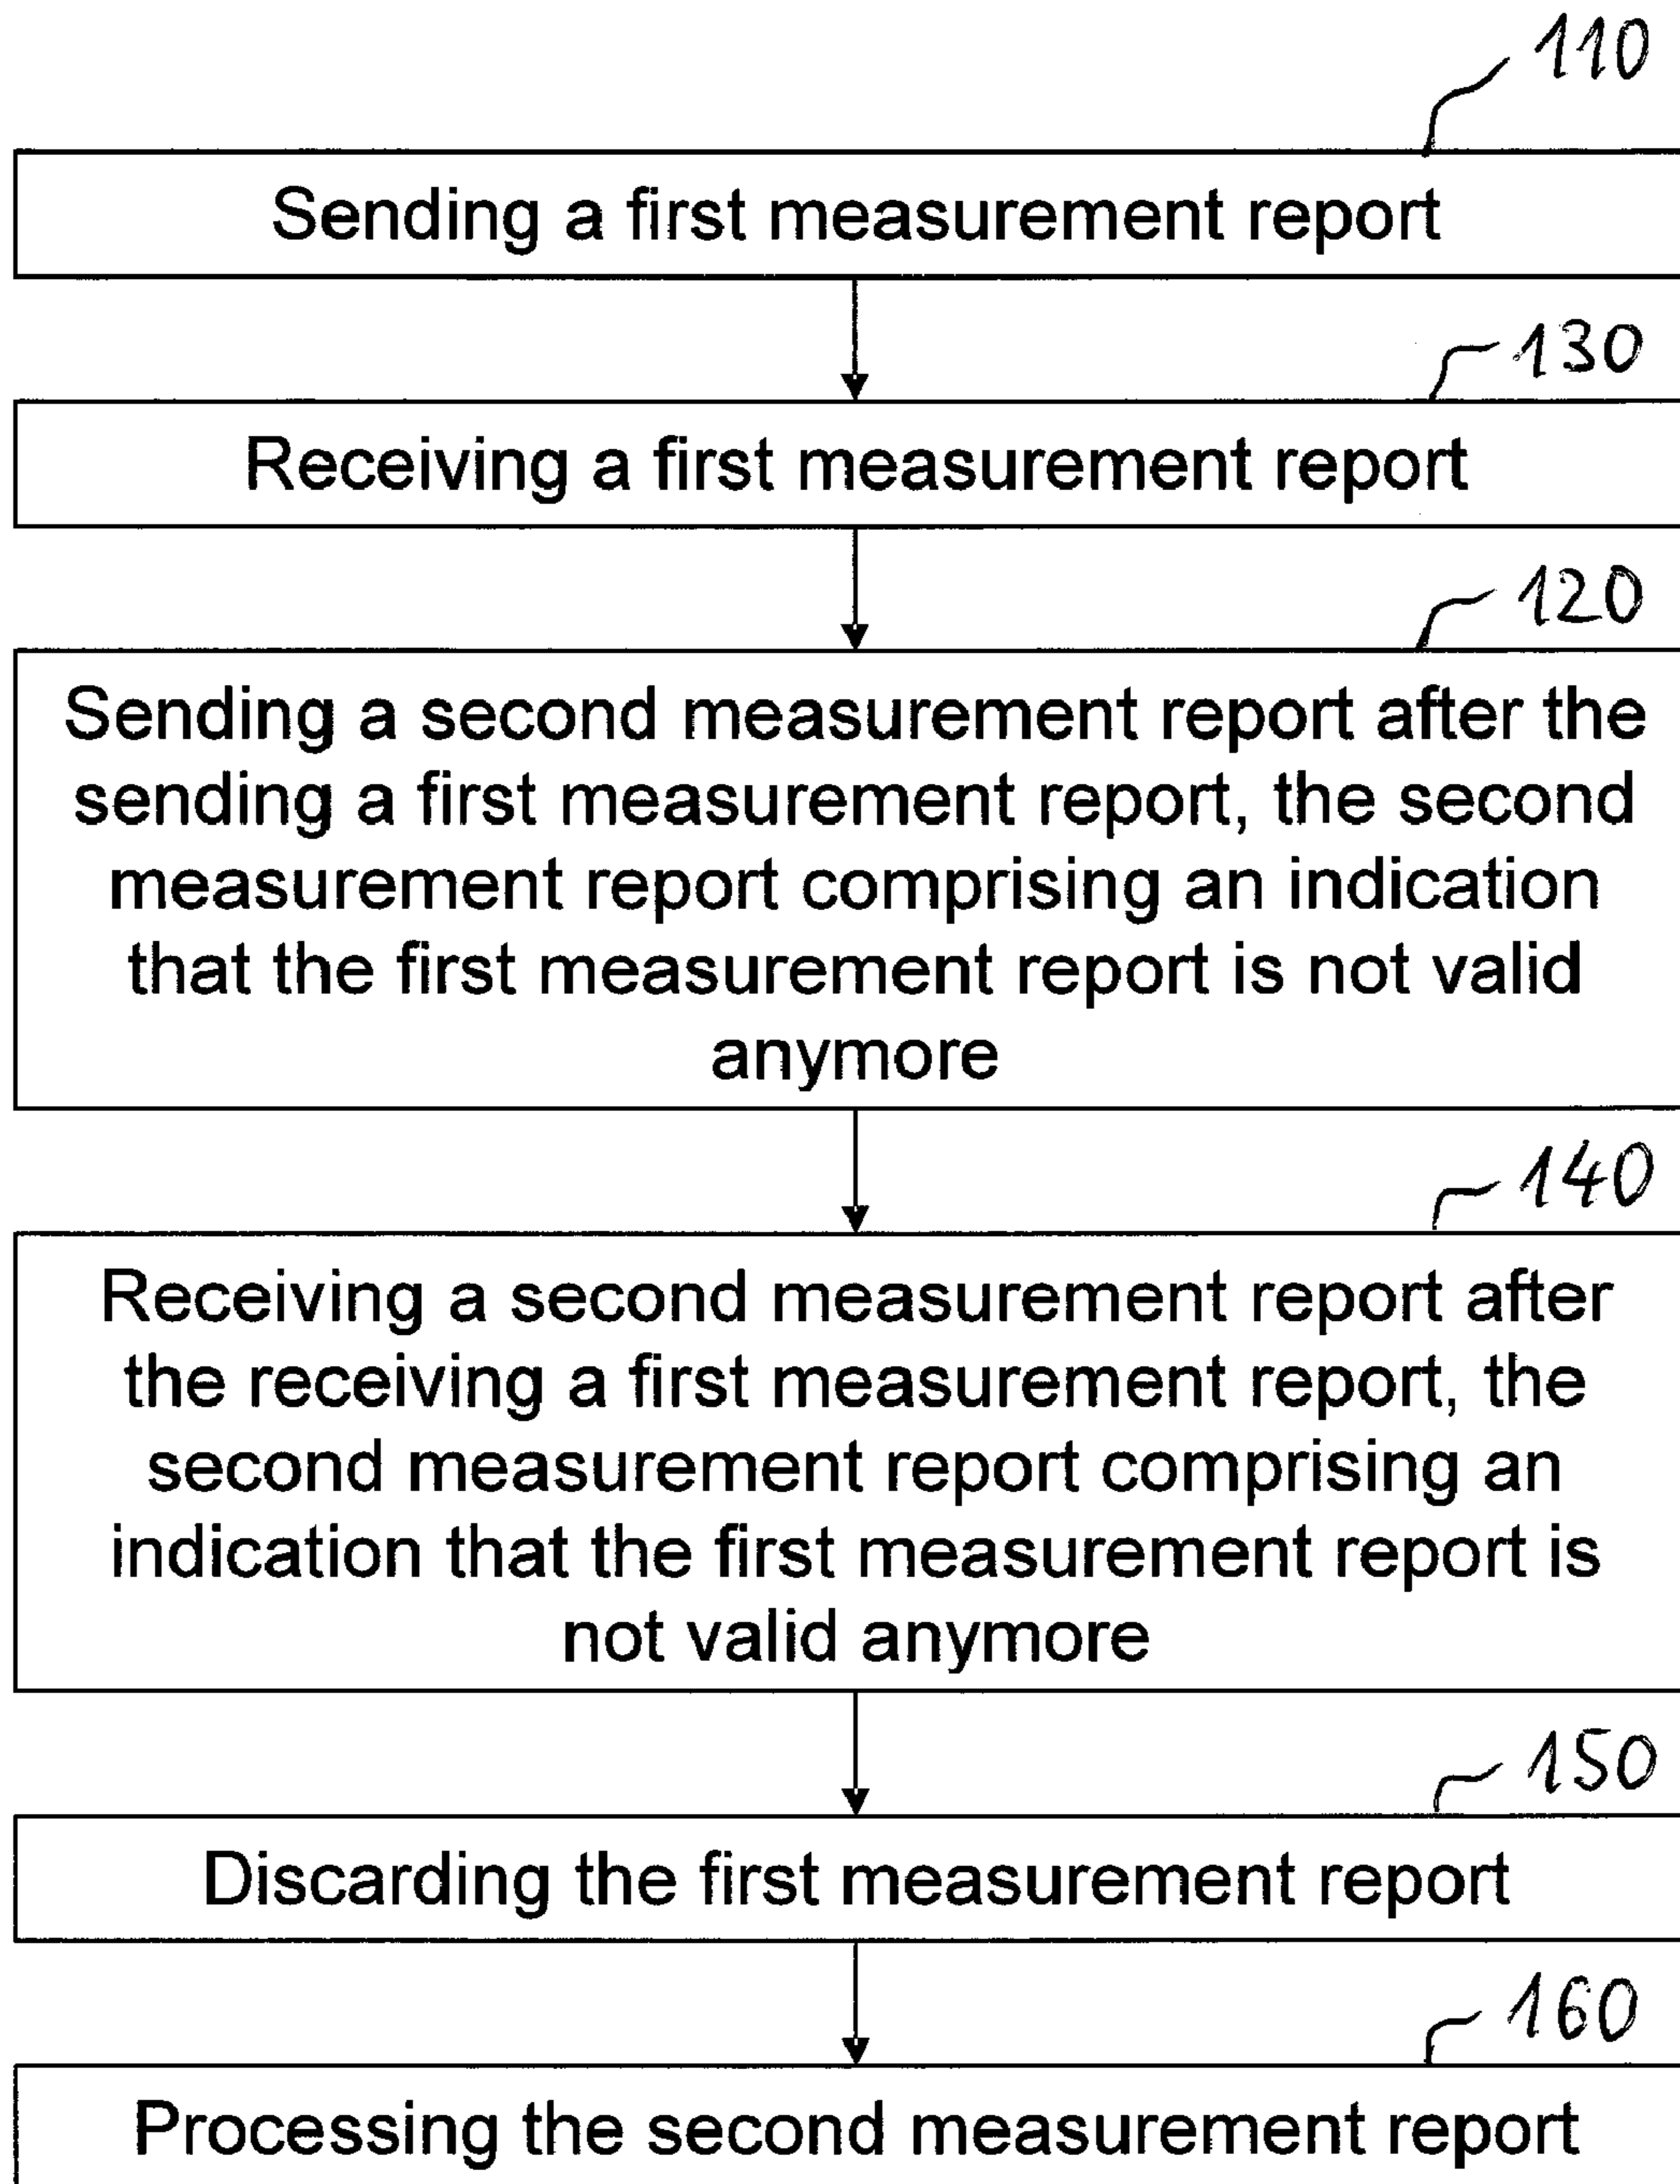 110
Sending a first measurement report
130
Receiving a first measurement report
120
Sending a second measurement report after the
sending a first measurement report, the second
measurement report comprising an indication
that the first measurement report is not valid
anymore
140
Receiving a second measurement report after
the receiving a first measurement report, the
second measurement report comprising an
indication that the first measurement report is
not valid anymore
150
Discarding the first measurement report
160
Processing the second measurement report